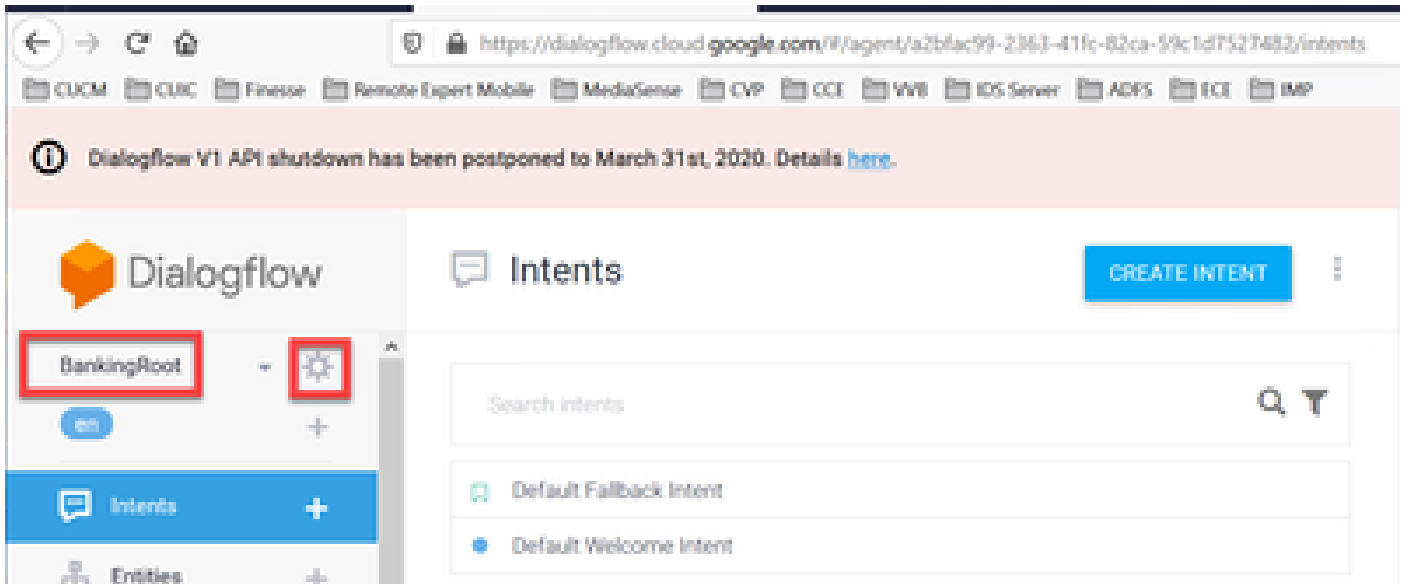 https://dialogflow.cloud.google.com/#/agent/a2bfac99-2363-41fc-82ca-59c1d7527482/intents
CUCM CUIC Finesse Remote Expert Mobile MediaSense CVP CCE VVB IDS Server ADFS ECE IMP
Dialogflow V1 API shutdown has been postponed to March 31st, 2020. Details here.
Dialogflow
Intents
CREATE INTENT
BankingRoot
Search intents
en
Default Fallback Intent
Intents
Default Welcome Intent
Entities